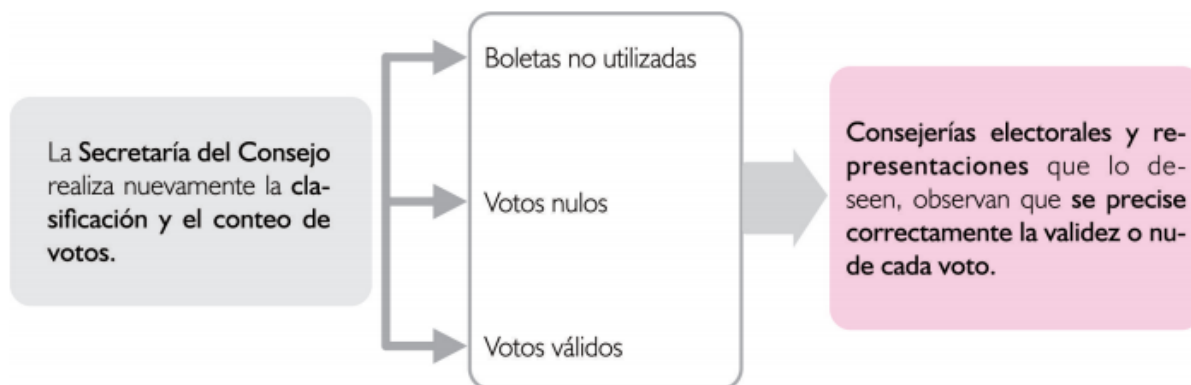 La Secretaría del Consejo
realiza nuevamente la cla-
sificación y el conteo de
votos.
Boletas no utilizadas
Votos nulos
Votos válidos
Consejerías electorales y re-
presentaciones que lo de-
seen, observan que se precise
correctamente la validez o nu-
de cada voto.